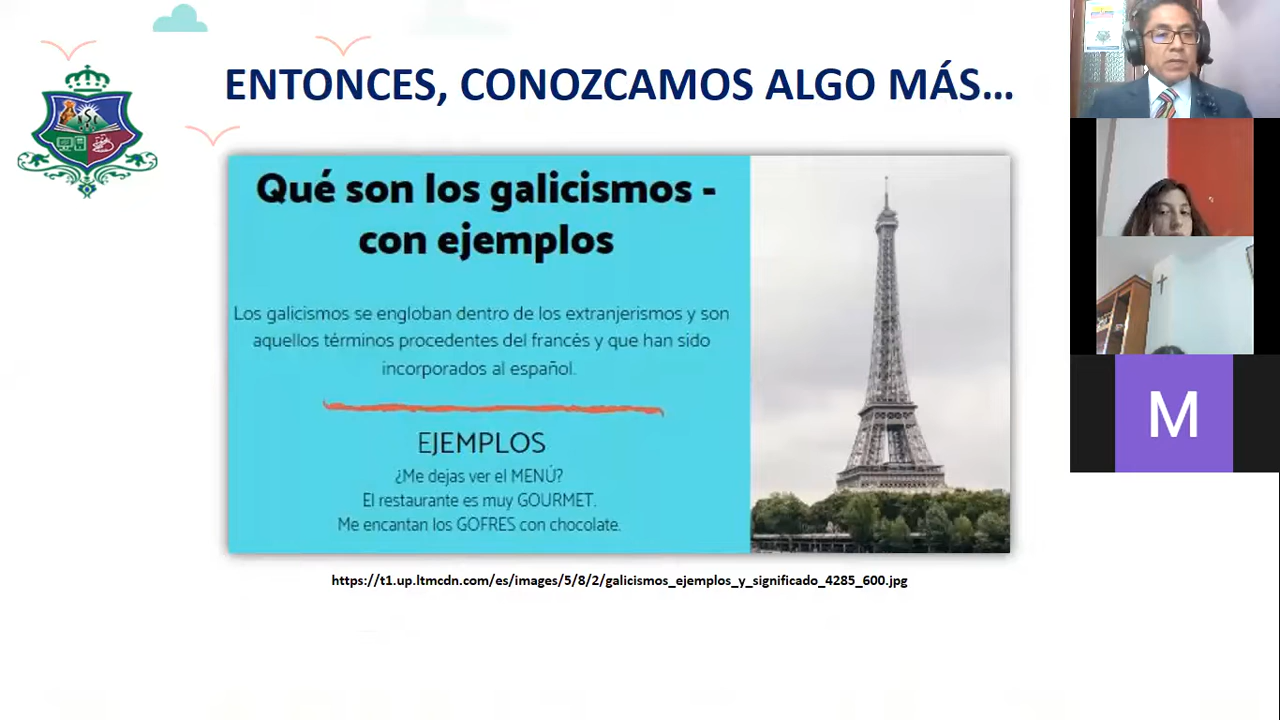 ENTONCES, CONOZCAMOS ALGO MÁS...
Qué son los galicismos -
con ejemplos
Los galicismos se engloban dentro de los extranjerismos y son
aquellos términos procedentes del francés y que han sido
incorporados al español.
EJEMPLOS
¿Me dejas ver el MENÚ?
El restaurante es muy GOURMET.
Me encantan los GOFRES con chocolate.
https://t1.up.ltmcdn.com/es/images/5/8/2/galicismos_ejemplos_y_significado_4285_600.jpg
M